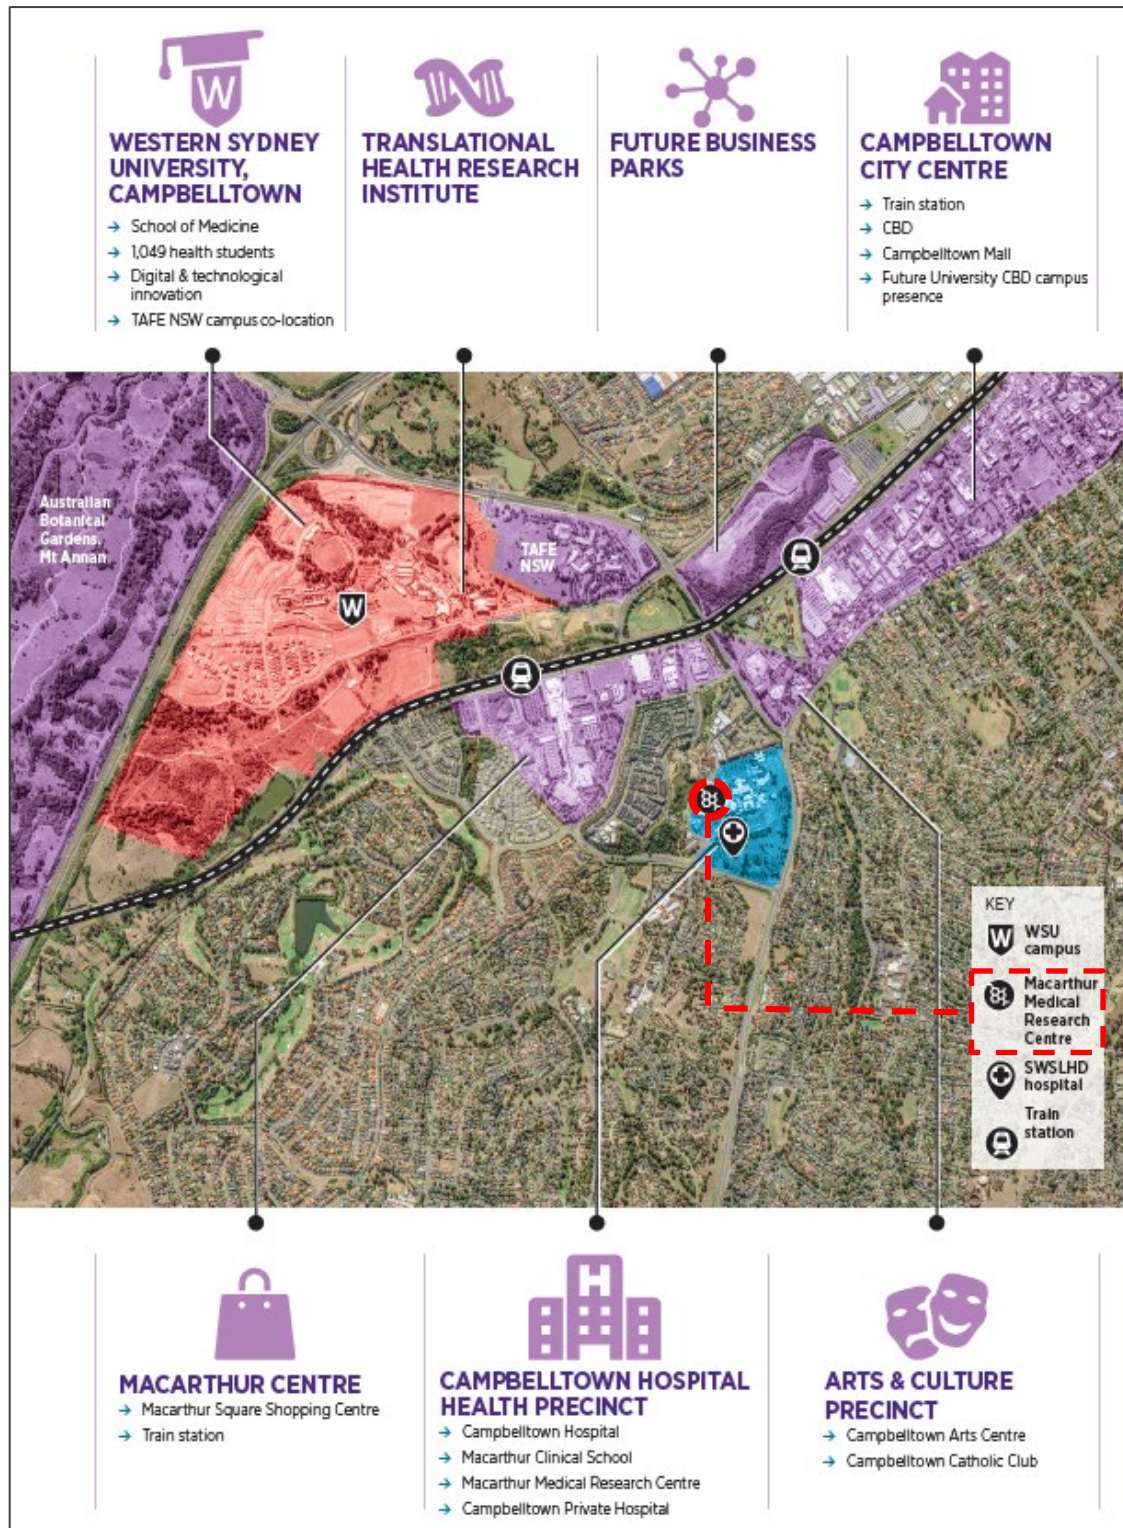 W
WESTERN SYDNEY
UNIVERSITY,
CAMPBELLTOWN
→ School of Medicine
→ 1,049 health students
→ Digital & technological
innovation
→ TAFE NSW campus co-location
TRANSLATIONAL
HEALTH RESEARCH
INSTITUTE
FUTURE BUSINESS
PARKS
CAMPBELLTOWN
CITY CENTRE
→ Train station
→ CBD
→ Campbelltown Mall
→ Future University CBD campus
presence
Australian
Botanical
Gardens,
Mt Annan
TAFE
NSW
W
KEY
W
WSU
campus
Macarthur
Medical
Research
Centre
SWSLHD
hospital
Train
station
H
MACARTHUR CENTRE
→ Macarthur Square Shopping Centre
→ Train station
CAMPBELLTOWN HOSPITAL
HEALTH PRECINCT
→ Campbelltown Hospital
→ Macarthur Clinical School
→ Macarthur Medical Research Centre
→ Campbelltown Private Hospital
ARTS & CULTURE
PRECINCT
→ Campbelltown Arts Centre
→ Campbelltown Catholic Club